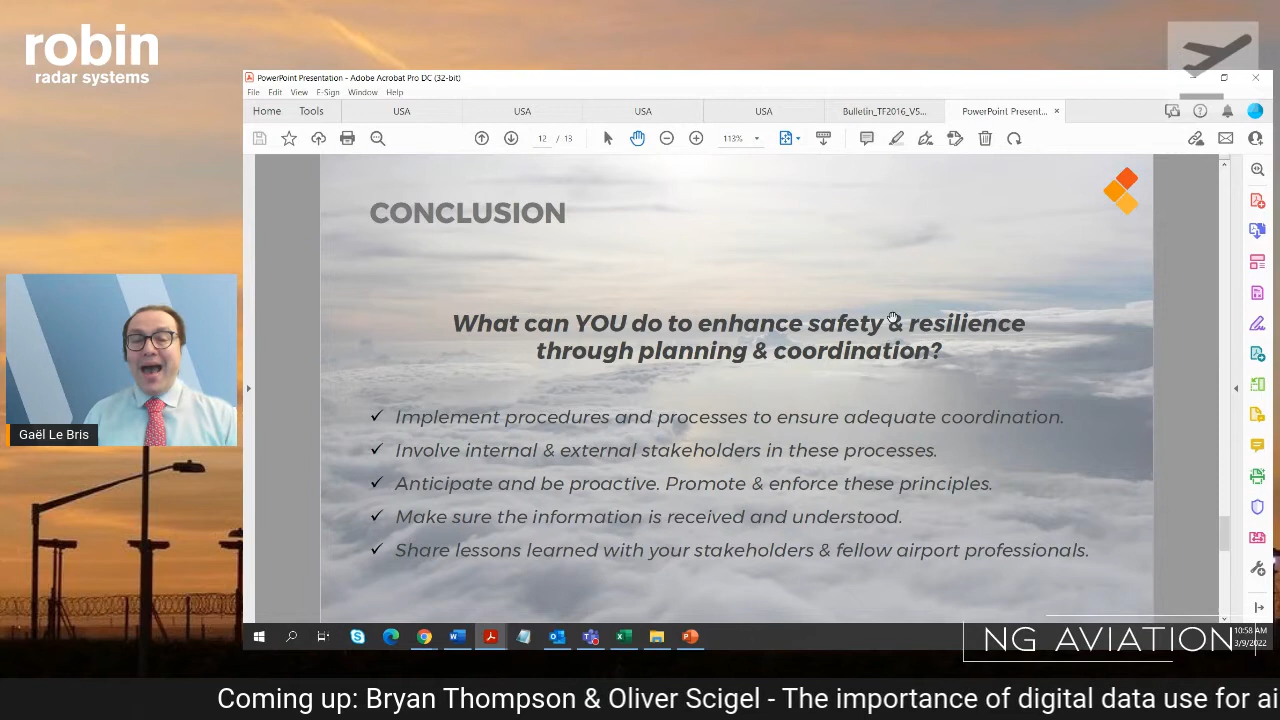 robin
radar systems
PowerPoint Presentation - Adobe Acrobat Pro DC (32-bit)
File Edit View E-Sign Window Help
Home Tools USA USA USA USA Bulletin_TF2016_V5... PowerPoint Present... ×
12 / 13 113%
CONCLUSION
What can YOU do to enhance safety & resilience
through planning & coordination?
✓ Implement procedures and processes to ensure adequate coordination.
✓ Involve internal & external stakeholders in these processes.
✓ Anticipate and be proactive. Promote & enforce these principles.
✓ Make sure the information is received and understood.
✓ Share lessons learned with your stakeholders & fellow airport professionals.
Gaël Le Bris
10:58 AM
3/9/2022
NG AVIATION
Coming up: Bryan Thompson & Oliver Scigel - The importance of digital data use for ai